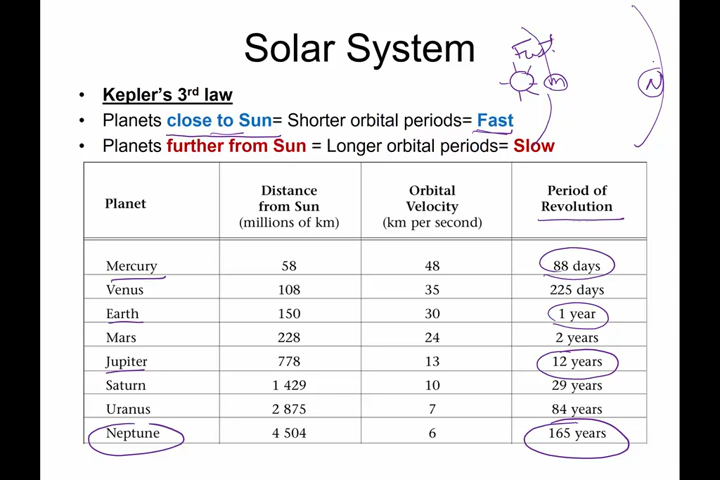 Solar System
Fast
m
N
• Kepler's 3rd law
• Planets close to Sun= Shorter orbital periods= Fast
• Planets further from Sun = Longer orbital periods= Slow
Planet Distance from Sun (millions of km) Orbital Velocity (km per second) Period of Revolution
Mercury 58 48 88 days
Venus 108 35 225 days
Earth 150 30 1 year
Mars 228 24 2 years
Jupiter 778 13 12 years
Saturn 1 429 10 29 years
Uranus 2 875 7 84 years
Neptune 4 504 6 165 years